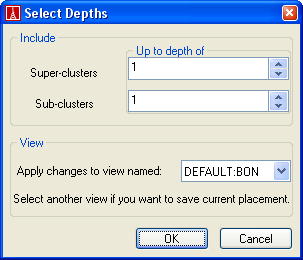 Select Depths
Include
Up to depth of
Super-clusters 1
Sub-clusters 1
View
Apply changes to view named: DEFAULT:BON
Select another view if you want to save current placement.
OK Cancel